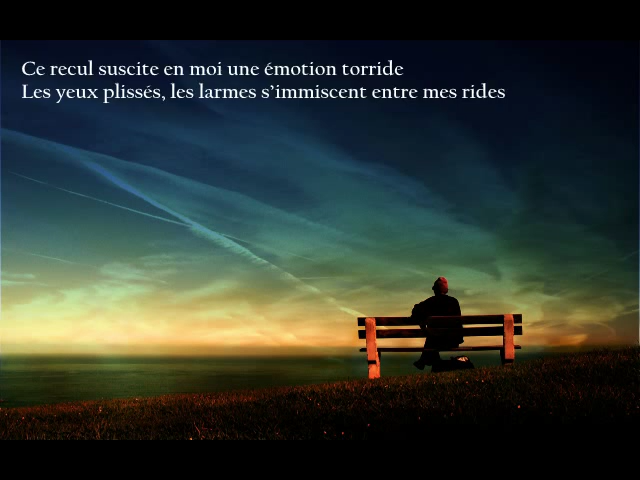 Ce recul suscite en moi une émotion torride
Les yeux plissés, les larmes s'immiscent entre mes rides